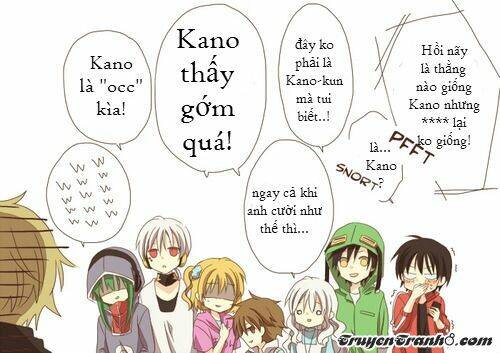 Kano
là "occ"
kìa!
Kano
thấy
gớm
quá!
đây ko
phải là
Kano-kun
mà tui
biết..!
Hồi nãy
là thằng
nào giống
Kano nhưng
**** lại
ko giống!
PFFT
là...
Kano
?
SNORT
W W W
W W W
W W W
W W W
W W
ngay cả khi
anh cười như
thế thì...
TruyenTranh8.com